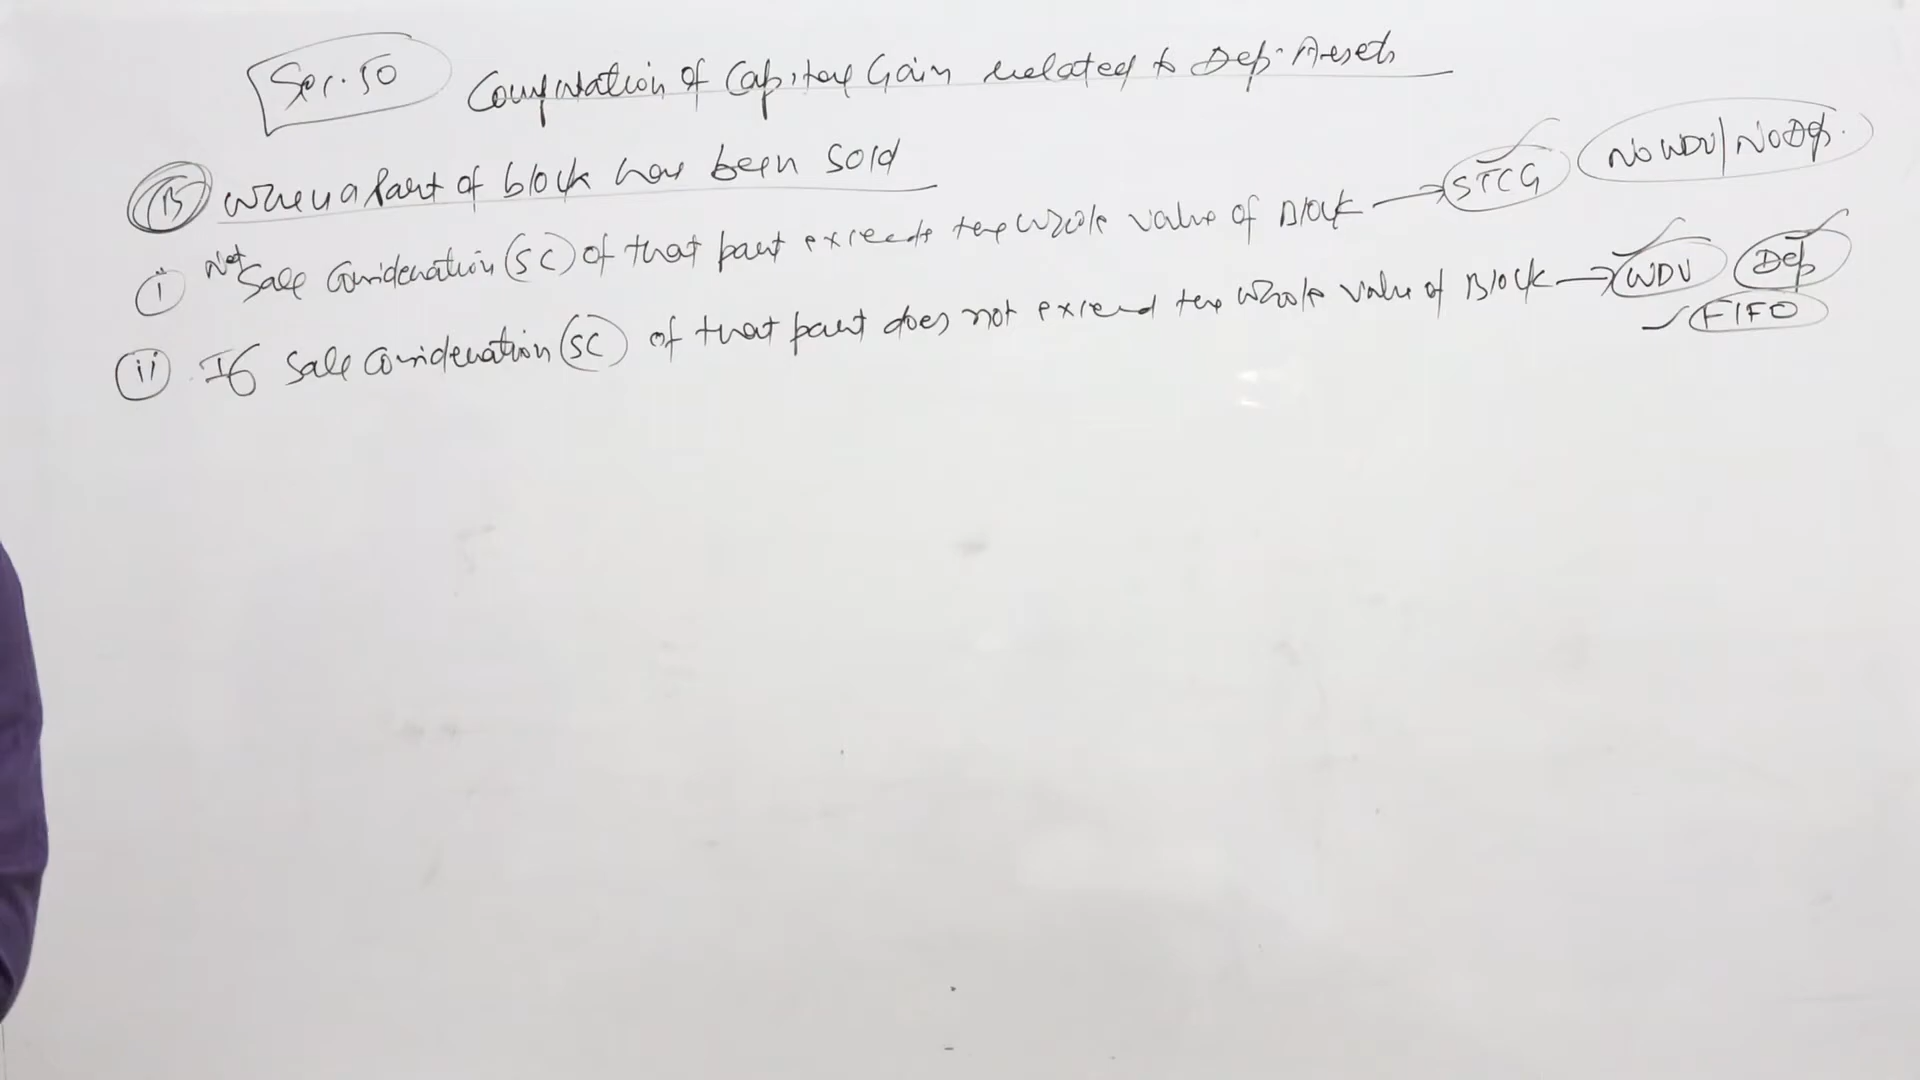 Sec. 50 Computation of Capital Gain related to Dep. Assets
(B) when a Part of block has been sold
(i) Net Sale Consideration (SC) of that part exceeds the whole value of Block → STCG No WDV/No Dep.
(ii) If Sale Consideration (SC) of that part does not exceed the whole value of Block → WDV Dep
FIFO